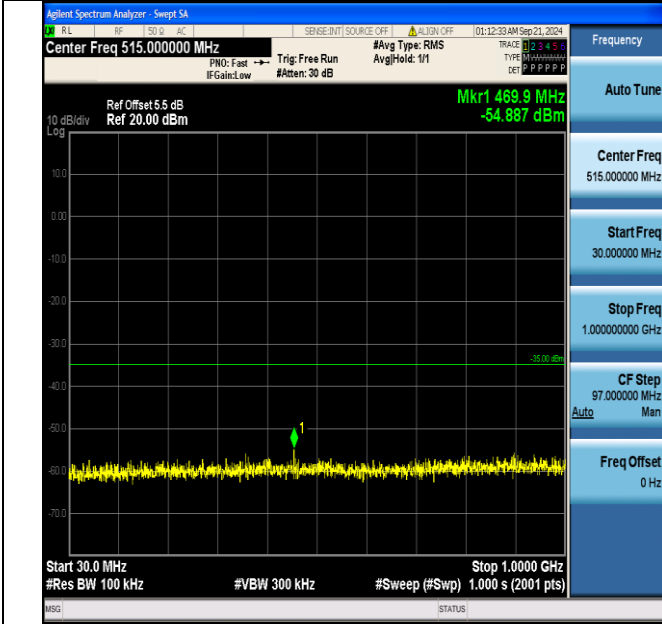 Agilent Spectrum Analyzer - Swept SA
RL RF 50 Ω AC SENSE:INT SOURCE OFF ALIGN OFF 01:12:33 AM Sep 21, 2024
Center Freq 515.000000 MHz
PNO: Fast
IFGain:Low
Trig: Free Run
#Atten: 30 dB
#Avg Type: RMS
Avg|Hold: 1/1
TRACE 1 2 3 4 5 6
TYPE M
DET P P P P P P
Mkr1 469.9 MHz
-54.887 dBm
Ref Offset 5.5 dB
10 dB/div Ref 20.00 dBm
Log
10.0
0.00
-10.0
-20.0
-30.0
-35.00 dBm
-40.0
-50.0
1
-60.0
-70.0
Start 30.0 MHz Stop 1.0000 GHz
#Res BW 100 kHz #VBW 300 kHz #Sweep (#Swp) 1.000 s (2001 pts)
MSG STATUS
Frequency
Auto Tune
Center Freq
515.000000 MHz
Start Freq
30.000000 MHz
Stop Freq
1.000000000 GHz
CF Step
97.000000 MHz
Auto Man
Freq Offset
0 Hz